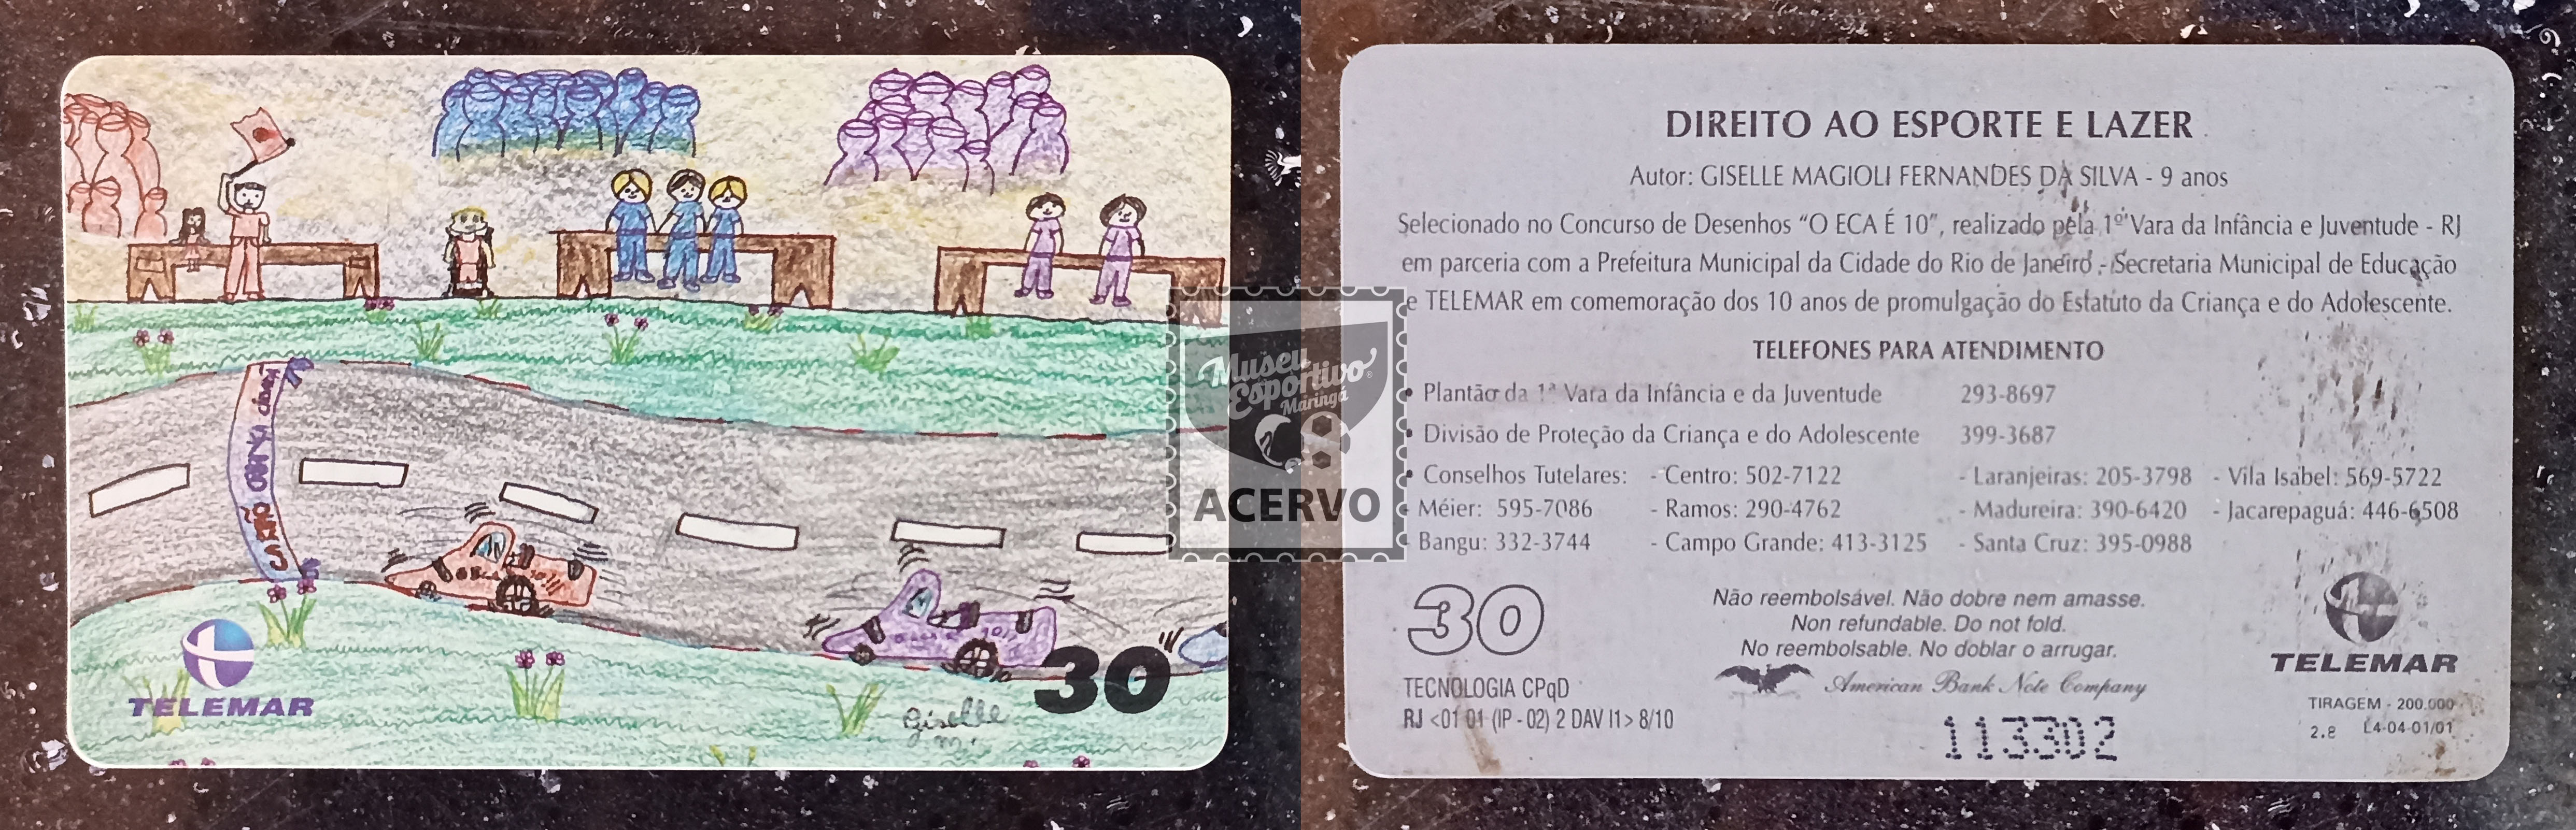 TELEMAR
Giselle
m.
30
Museu
Esportivo
Maringá
ACERVO
DIREITO AO ESPORTE E LAZER
Autor: GISELLE MAGIOLI FERNANDES DA SILVA - 9 anos
Selecionado no Concurso de Desenhos "O ECA É 10", realizado pela 1ª Vara da Infância e Juventude - RJ
em parceria com a Prefeitura Municipal da Cidade do Rio de Janeiro - Secretaria Municipal de Educação
e TELEMAR em comemoração dos 10 anos de promulgação do Estatuto da Criança e do Adolescente.
TELEFONES PARA ATENDIMENTO
• Plantão da 1ª Vara da Infância e da Juventude 293-8697
• Divisão de Proteção da Criança e do Adolescente 399-3687
• Conselhos Tutelares: - Centro: 502-7122 - Laranjeiras: 205-3798 - Vila Isabel: 569-5722
- Méier: 595-7086 - Ramos: 290-4762 - Madureira: 390-6420 - Jacarepaguá: 446-6508
- Bangu: 332-3744 - Campo Grande: 413-3125 - Santa Cruz: 395-0988
30
Não reembolsável. Não dobre nem amasse.
Non refundable. Do not fold.
No reembolsable. No doblar o arrugar.
American Bank Note Company
TELEMAR
TECNOLOGIA CPqD
RJ <01 01 (IP - 02) 2 DAV I1> 8/10
113302
TIRAGEM - 200.000
2.8 L4-04-01/01